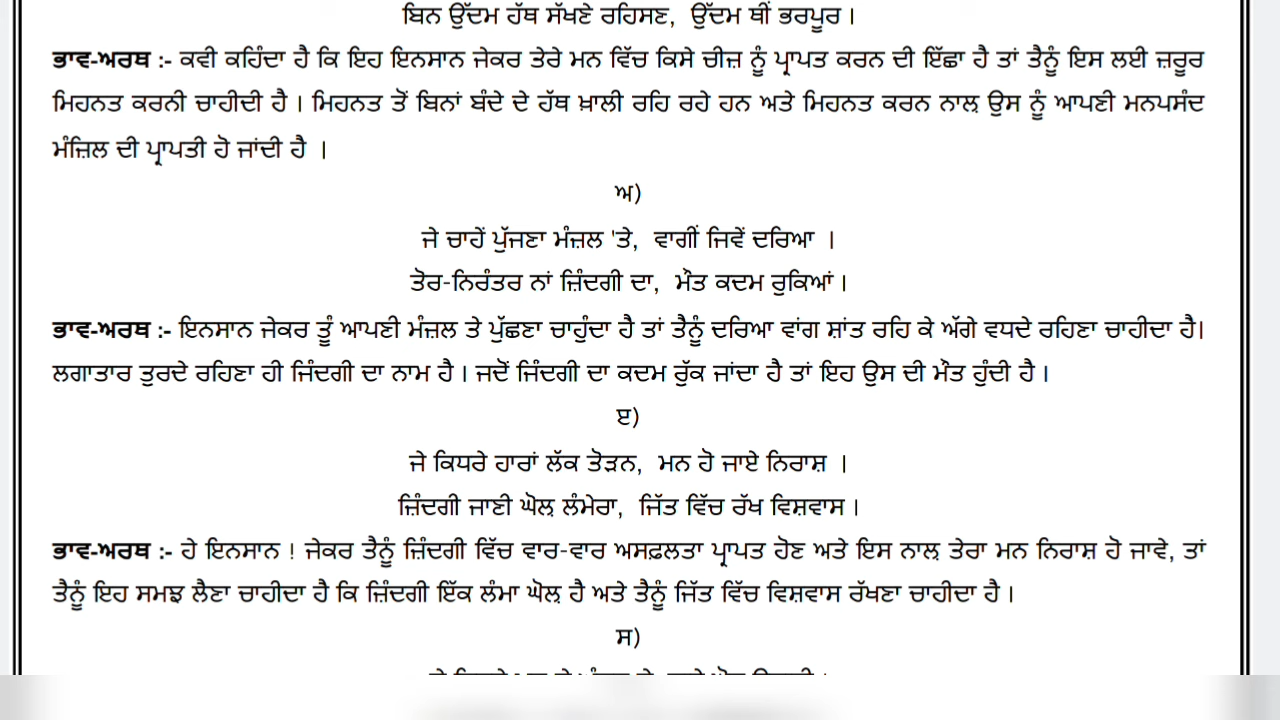 ਬਿਨ ਉੱਦਮ ਹੱਥ ਸੱਖਣੇ ਰਹਿਸਣ, ਉੱਦਮ ਥੀਂ ਭਰਪੂਰ ।
ਭਾਵ-ਅਰਥ :- ਕਵੀ ਕਹਿੰਦਾ ਹੈ ਕਿ ਇਹ ਇਨਸਾਨ ਜੇਕਰ ਤੇਰੇ ਮਨ ਵਿੱਚ ਕਿਸੇ ਚੀਜ਼ ਨੂੰ ਪ੍ਰਾਪਤ ਕਰਨ ਦੀ ਇੱਛਾ ਹੈ ਤਾਂ ਤੈਨੂੰ ਇਸ ਲਈ ਜ਼ਰੂਰ
ਮਿਹਨਤ ਕਰਨੀ ਚਾਹੀਦੀ ਹੈ । ਮਿਹਨਤ ਤੋਂ ਬਿਨਾਂ ਬੰਦੇ ਦੇ ਹੱਥ ਖ਼ਾਲੀ ਰਹਿ ਰਹੇ ਹਨ ਅਤੇ ਮਿਹਨਤ ਕਰਨ ਨਾਲ਼ ਉਸ ਨੂੰ ਆਪਣੀ ਮਨਪਸੰਦ
ਮੰਜ਼ਿਲ ਦੀ ਪ੍ਰਾਪਤੀ ਹੋ ਜਾਂਦੀ ਹੈ ।
ਅ)
ਜੇ ਚਾਹੇਂ ਪੁੱਜਣਾ ਮੰਜ਼ਲ 'ਤੇ, ਵਾਗੀਂ ਜਿਵੇਂ ਦਰਿਆ ।
ਤੋਰ-ਨਿਰੰਤਰ ਨਾਂ ਜ਼ਿੰਦਗੀ ਦਾ, ਮੌਤ ਕਦਮ ਰੁਕਿਆਂ ।
ਭਾਵ-ਅਰਥ :- ਇਨਸਾਨ ਜੇਕਰ ਤੂੰ ਆਪਣੀ ਮੰਜ਼ਲ ਤੇ ਪੁੱਛਣਾ ਚਾਹੁੰਦਾ ਹੈ ਤਾਂ ਤੈਨੂੰ ਦਰਿਆ ਵਾਂਗ ਸ਼ਾਂਤ ਰਹਿ ਕੇ ਅੱਗੇ ਵਧਦੇ ਰਹਿਣਾ ਚਾਹੀਦਾ ਹੈ।
ਲਗਾਤਾਰ ਤੁਰਦੇ ਰਹਿਣਾ ਹੀ ਜਿੰਦਗੀ ਦਾ ਨਾਮ ਹੈ । ਜਦੋਂ ਜਿੰਦਗੀ ਦਾ ਕਦਮ ਰੁੱਕ ਜਾਂਦਾ ਹੈ ਤਾਂ ਇਹ ਉਸ ਦੀ ਮੌਤ ਹੁੰਦੀ ਹੈ ।
ੲ)
ਜੇ ਕਿਧਰੇ ਹਾਰਾਂ ਲੱਕ ਤੋੜਨ, ਮਨ ਹੋ ਜਾਏ ਨਿਰਾਸ਼ ।
ਜ਼ਿੰਦਗੀ ਜਾਣੀ ਘੋਲ਼ ਲੰਮੇਰਾ, ਜਿੱਤ ਵਿੱਚ ਰੱਖ ਵਿਸ਼ਵਾਸ ।
ਭਾਵ-ਅਰਥ :- ਹੇ ਇਨਸਾਨ ! ਜੇਕਰ ਤੈਨੂੰ ਜ਼ਿੰਦਗੀ ਵਿੱਚ ਵਾਰ-ਵਾਰ ਅਸਫ਼ਲਤਾ ਪ੍ਰਾਪਤ ਹੋਣ ਅਤੇ ਇਸ ਨਾਲ਼ ਤੇਰਾ ਮਨ ਨਿਰਾਸ਼ ਹੋ ਜਾਵੇ, ਤਾਂ
ਤੈਨੂੰ ਇਹ ਸਮਝ ਲੈਣਾ ਚਾਹੀਦਾ ਹੈ ਕਿ ਜ਼ਿੰਦਗੀ ਇੱਕ ਲੰਮਾ ਘੋਲ਼ ਹੈ ਅਤੇ ਤੈਨੂੰ ਜਿੱਤ ਵਿੱਚ ਵਿਸ਼ਵਾਸ ਰੱਖਣਾ ਚਾਹੀਦਾ ਹੈ ।
ਸ)